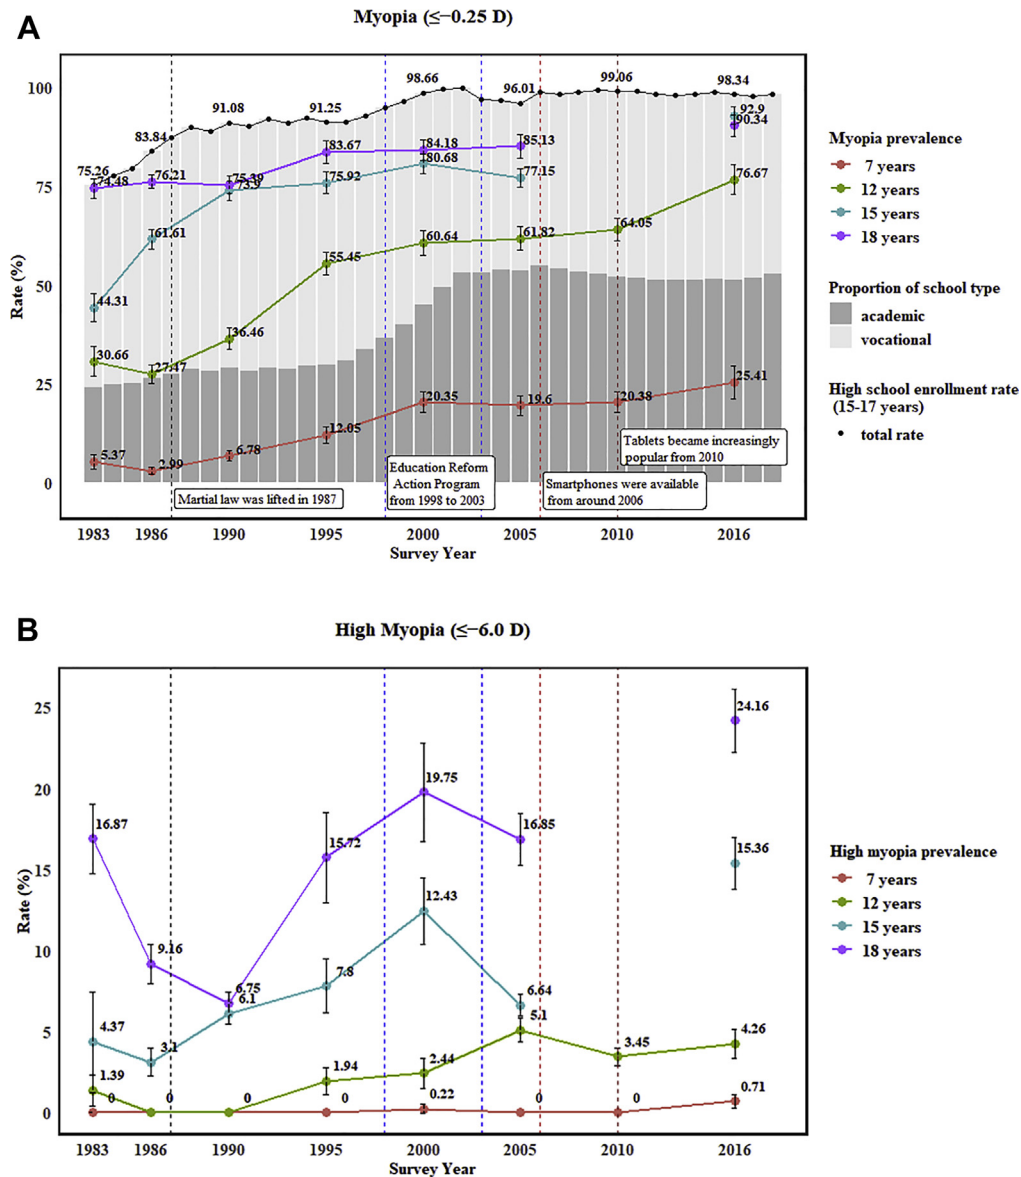 A
Myopia (≤−0.25 D)
100
75
50
25
0
Rate (%)
75.26
83.84
91.08
91.25
98.66
96.01
99.06
98.34
74.48
76.21
75.39
83.67
84.18
85.13
90.34
44.31
61.61
73.9
75.92
80.68
77.15
92.9
30.66
27.47
36.46
55.45
60.64
61.82
64.05
76.67
5.37
2.99
6.78
12.05
20.35
19.6
20.38
25.41
Martial law was lifted in 1987
Education Reform
Action Program
from 1998 to 2003
Smartphones were available
from around 2006
Tablets became increasingly
popular from 2010
1983 1986 1990 1995 2000 2005 2010 2016
Survey Year
Myopia prevalence
7 years
12 years
15 years
18 years
Proportion of school type
academic
vocational
High school enrollment rate
(15-17 years)
total rate
B
High Myopia (≤−6.0 D)
25
20
15
10
5
0
Rate (%)
16.87
9.16
6.75
15.72
19.75
16.85
24.16
4.37
3.1
6.1
7.8
12.43
6.64
15.36
1.39
1.94
2.44
5.1
3.45
4.26
0
0
0
0
0.22
0
0
0.71
1983 1986 1990 1995 2000 2005 2010 2016
Survey Year
High myopia prevalence
7 years
12 years
15 years
18 years